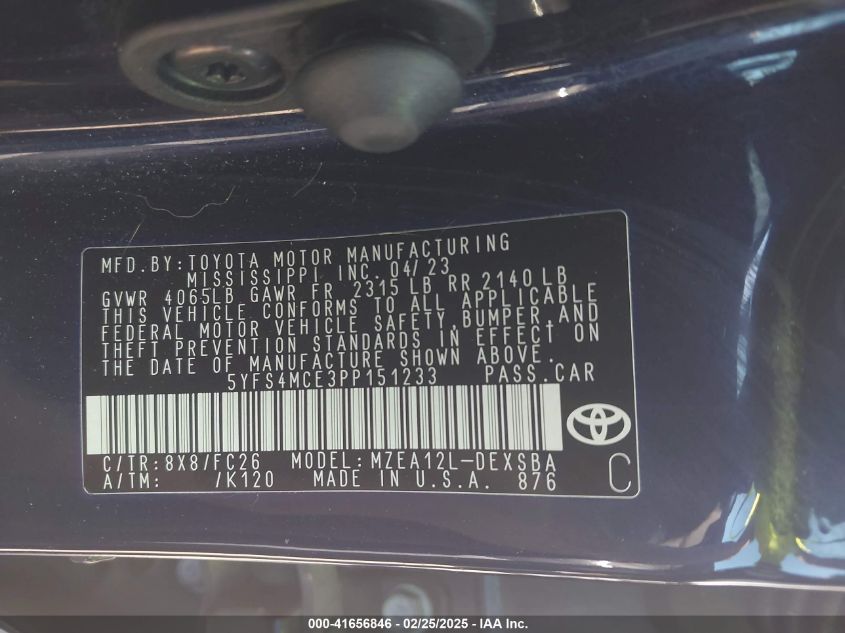 MFD.BY:TOYOTA MOTOR MANUFACTURING
MISSISSIPPI INC. 04/23
GVWR 4065LB GAWR FR 2315 LB RR 2140 LB
THIS VEHICLE CONFORMS TO ALL APPLICABLE
FEDERAL MOTOR VEHICLE SAFETY,BUMPER,AND
THEFT PREVENTION STANDARDS IN EFFECT ON
THE DATE OF MANUFACTURE SHOWN ABOVE.
5YFS4MCE3PP151233 PASS.CAR
C/TR:8X8/FC26 MODEL:MZEA12L-DEXSBA
A/TM: /K120 MADE IN U.S.A. 876
C
000-41656846 - 02/25/2025 - IAA Inc.